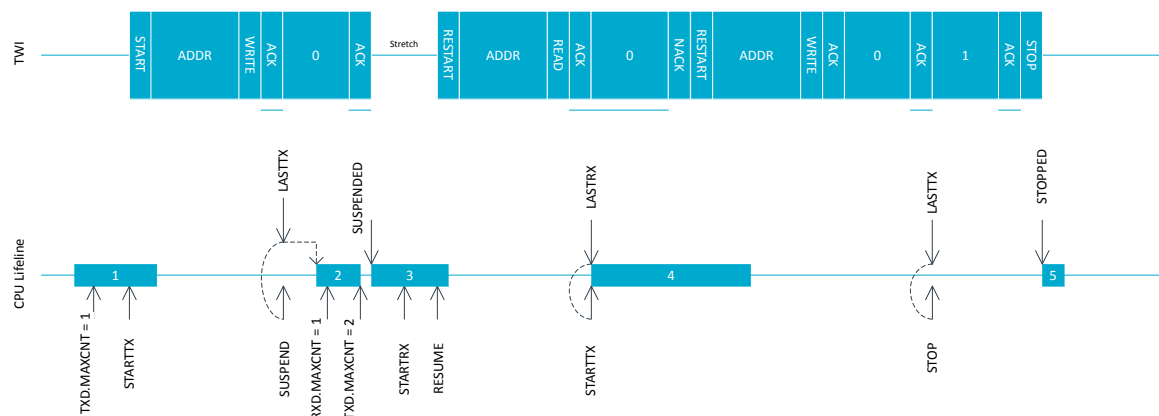 TWI
START
ADDR
WRITE
ACK
0
ACK
Stretch
RESTART
ADDR
READ
ACK
0
NACK
RESTART
ADDR
WRITE
ACK
0
ACK
1
ACK
STOP
CPU Lifeline
LASTTX
SUSPENDED
LASTRX
LASTTX
STOPPED
1
2
3
4
5
TXD.MAXCNT = 1
STARTTX
SUSPEND
RXD.MAXCNT = 1
TXD.MAXCNT = 2
STARTRX
RESUME
STARTTX
STOP